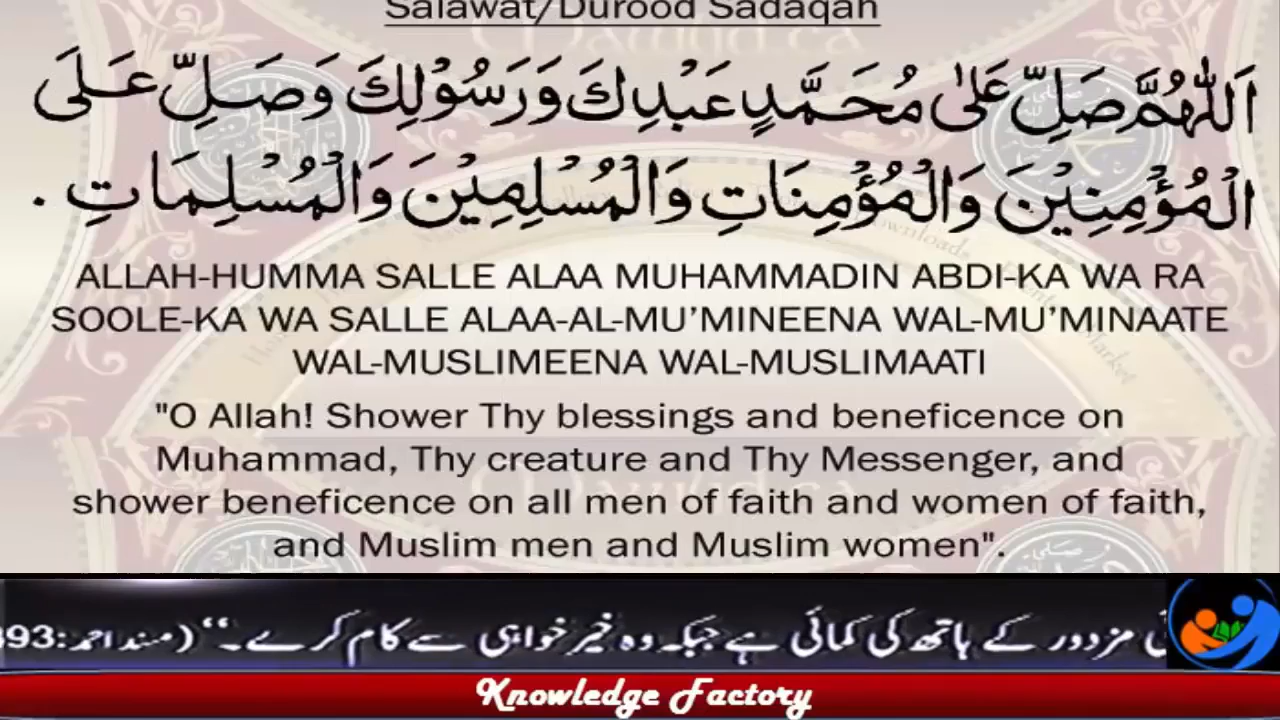 Salawat/Durood Sadaqah
اَللّٰهُمَّ صَلِّ عَلٰى مُحَمَّدٍ عَبْدِكَ وَرَسُوْلِكَ وَصَلِّ عَلَى
الْمُؤْمِنِيْنَ وَالْمُؤْمِنَاتِ وَالْمُسْلِمِيْنَ وَالْمُسْلِمَاتِ .
ALLAH-HUMMA SALLE ALAA MUHAMMADIN ABDI-KA WA RA
SOOLE-KA WA SALLE ALAA-AL-MU’MINEENA WAL-MU’MINAATE
WAL-MUSLIMEENA WAL-MUSLIMAATI
"O Allah! Shower Thy blessings and beneficence on
Muhammad, Thy creature and Thy Messenger, and
shower beneficence on all men of faith and women of faith,
and Muslim men and Muslim women".
مزدور کے ہاتھ کی کمائی ہے جبکہ وہ خیر خواہی سے کام کرے۔‘‘ (مسند احمد:
Knowledge Factory